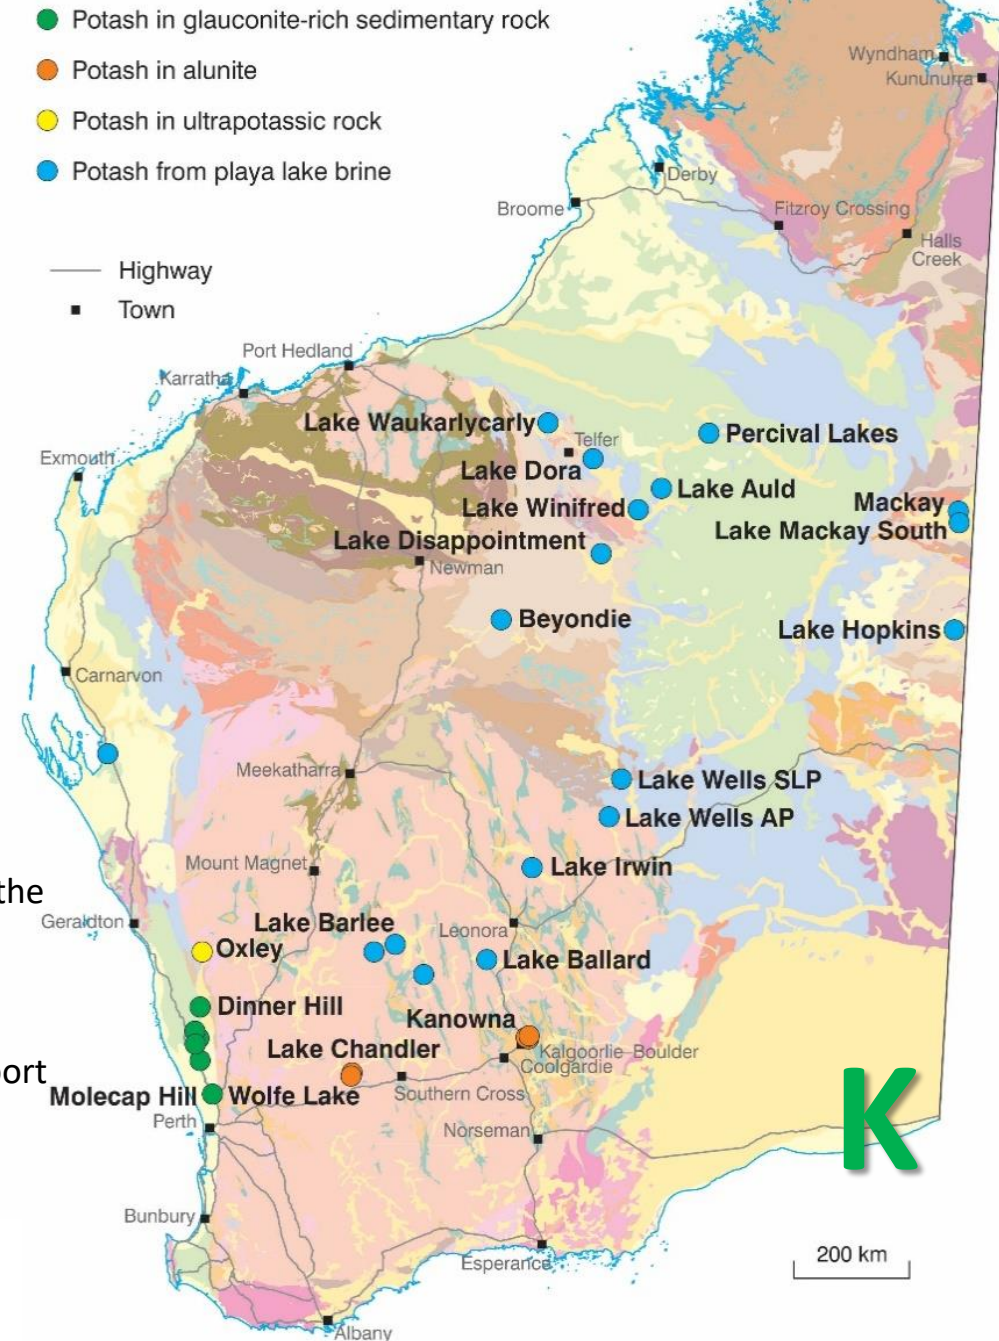 Potash in glauconite-rich sedimentary rock
Potash in alunite
Potash in ultrapotassic rock
Potash from playa lake brine
Highway
Town
Wyndham
Kununurra
Derby
Broome
Fitzroy Crossing
Halls
Creek
Port Hedland
Karratha
Exmouth
Lake Waukarlycarly
Telfer
Percival Lakes
Lake Dora
Lake Auld
Lake Winifred
Mackay
Lake Mackay South
Lake Disappointment
Newman
Beyondie
Lake Hopkins
Carnarvon
Meekatharra
Lake Wells SLP
Lake Wells AP
Mount Magnet
Lake Irwin
the
Geraldton
Lake Barlee
Leonora
Oxley
Lake Ballard
Dinner Hill
Kanowna
Lake Chandler
Kalgoorlie-Boulder
Coolgardie
port
Molecap Hill
Wolfe Lake
Southern Cross
Perth
Norseman
K
Bunbury
Esperance
200 km
Albany